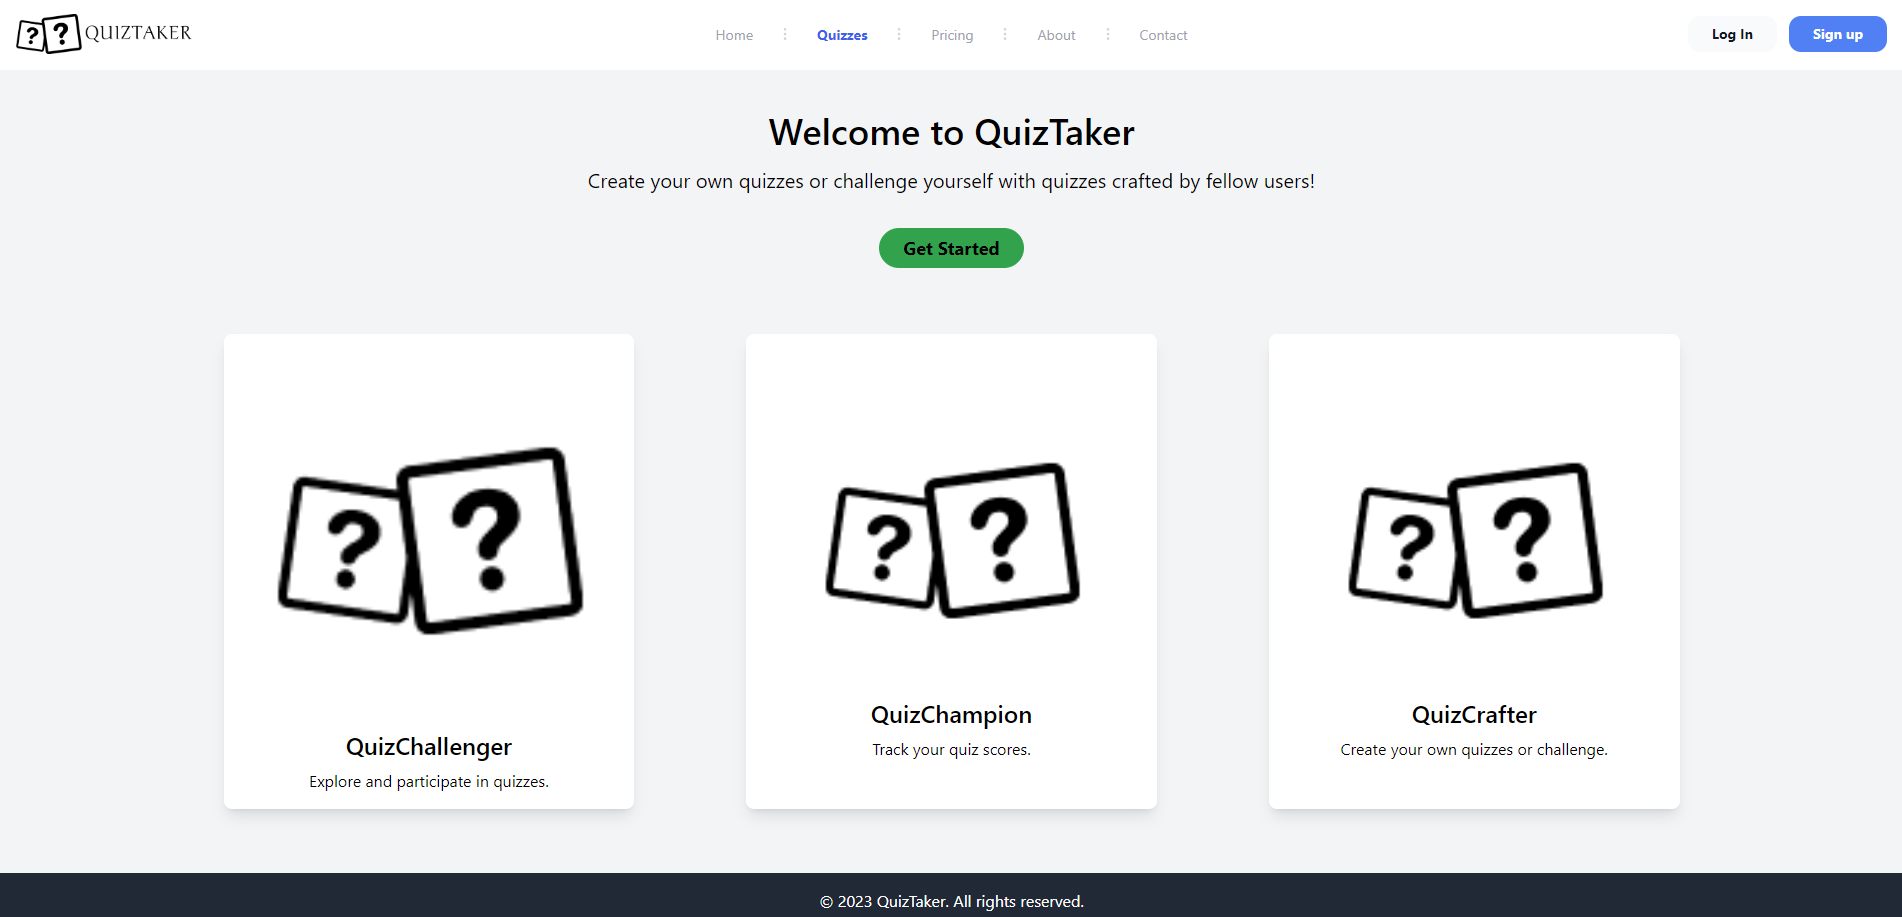 ? ? QUIZTAKER
Home
Quizzes
Pricing
About
Contact
Log In
Sign up
Welcome to QuizTaker
Create your own quizzes or challenge yourself with quizzes crafted by fellow users!
Get Started
? ?
QuizChallenger
Explore and participate in quizzes.
? ?
QuizChampion
Track your quiz scores.
? ?
QuizCrafter
Create your own quizzes or challenge.
© 2023 QuizTaker. All rights reserved.